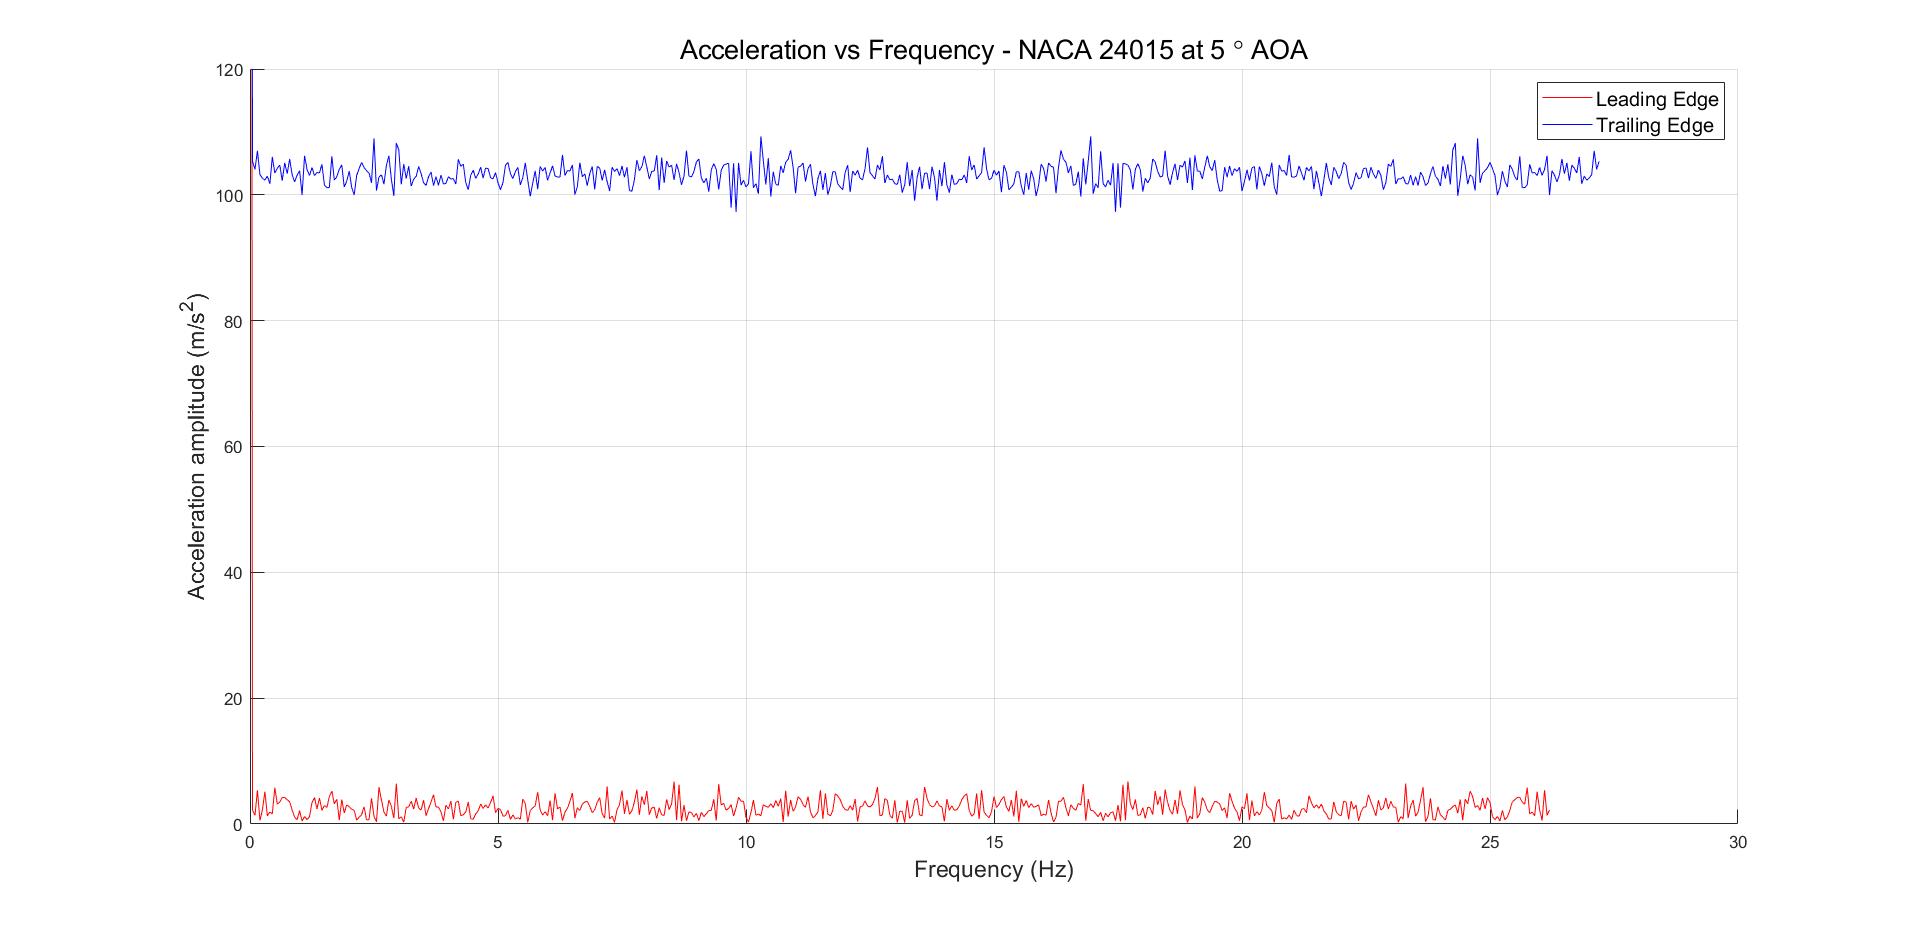 Acceleration vs Frequency - NACA 24015 at 5 ° AOA
Leading Edge
Trailing Edge
120
100
80
60
40
20
0
Acceleration amplitude (m/s²)
0 5 10 15 20 25 30
Frequency (Hz)